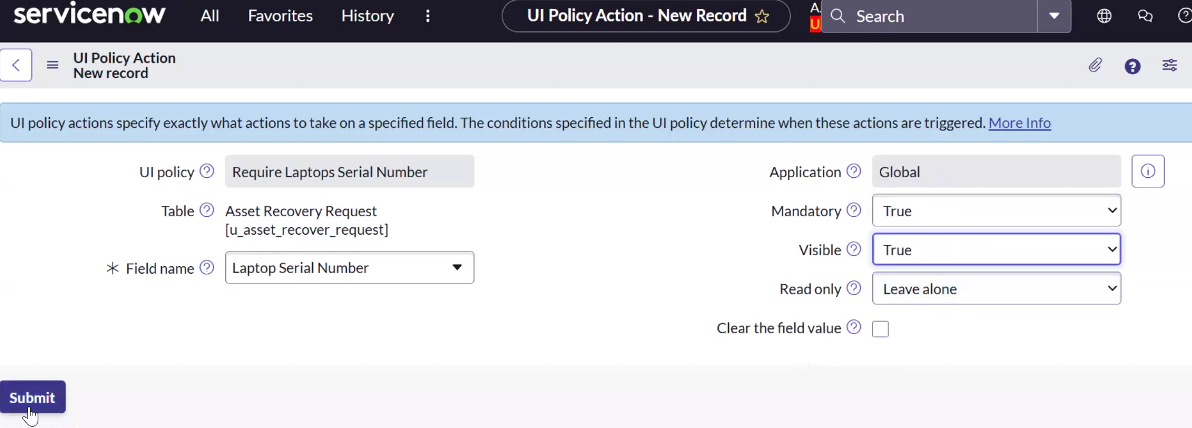 servicenow All Favorites History UI Policy Action - New Record A. U Search
UI Policy Action
New record
UI policy actions specify exactly what actions to take on a specified field. The conditions specified in the UI policy determine when these actions are triggered. More Info
UI policy Require Laptops Serial Number
Application Global
Table Asset Recovery Request
[u_asset_recover_request]
Mandatory True
Visible True
Field name Laptop Serial Number
Read only Leave alone
Clear the field value
Submit